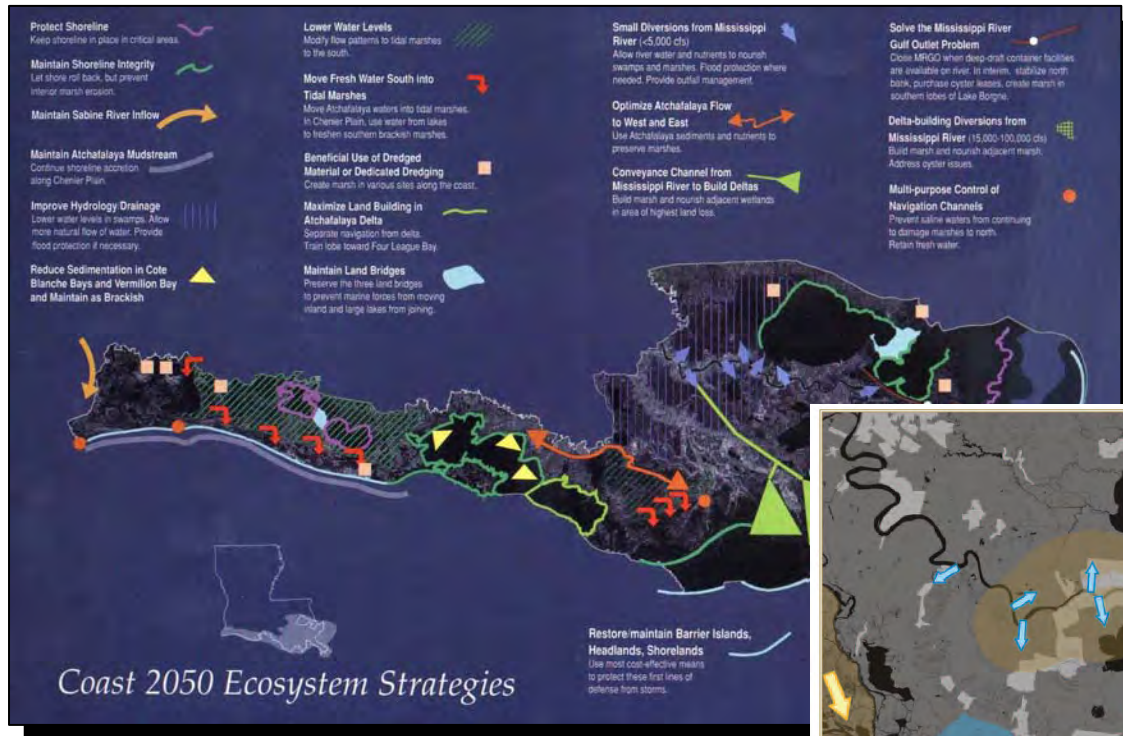 Protect Shoreline
Keep shoreline in place in critical areas.
Maintain Shoreline Integrity
Let shore roll back, but prevent
interior marsh erosion.
Maintain Sabine River Inflow
Maintain Atchafalaya Mudstream
Continue shoreline accretion
along Chenier Plain.
Improve Hydrology Drainage
Lower water levels in swamps. Allow
more natural flow of water. Provide
flood protection if necessary.
Reduce Sedimentation in Cote
Blanche Bays and Vermilion Bay
and Maintain as Brackish
Lower Water Levels
Modify flow patterns to tidal marshes
to the south.
Move Fresh Water South into
Tidal Marshes
Move Atchafalaya waters into tidal marshes.
In Chenier Plain, use water from lakes
to freshen southern brackish marshes.
Beneficial Use of Dredged
Material or Dedicated Dredging
Create marsh in various sites along the coast.
Maximize Land Building in
Atchafalaya Delta
Separate navigation from delta.
Train lobe toward Four League Bay.
Maintain Land Bridges
Preserve the three land bridges
to prevent marine forces from moving
inland and large lakes from joining.
Small Diversions from Mississippi
River (<5,000 cfs)
Allow river water and nutrients to nourish
swamps and marshes. Flood protection where
needed. Provide outfall management.
Optimize Atchafalaya Flow
to West and East
Use Atchafalaya sediments and nutrients to
preserve marshes.
Conveyance Channel from
Mississippi River to Build Deltas
Build marsh and nourish adjacent wetlands
in area of highest land loss.
Solve the Mississippi River
Gulf Outlet Problem
Close MRGO when deep-draft container facilities
are available on river. In interim, stabilize north
bank, purchase oyster leases, create marsh in
southern lobes of Lake Borgne.
Delta-building Diversions from
Mississippi River (15,000-100,000 cfs)
Build marsh and nourish adjacent marsh.
Address oyster issues.
Multi-purpose Control of
Navigation Channels
Prevent saline waters from continuing
to damage marshes to north.
Retain fresh water.
Restore/maintain Barrier Islands,
Headlands, Shorelands
Use most cost-effective means
to protect these first lines of
defense from storms.
Coast 2050 Ecosystem Strategies